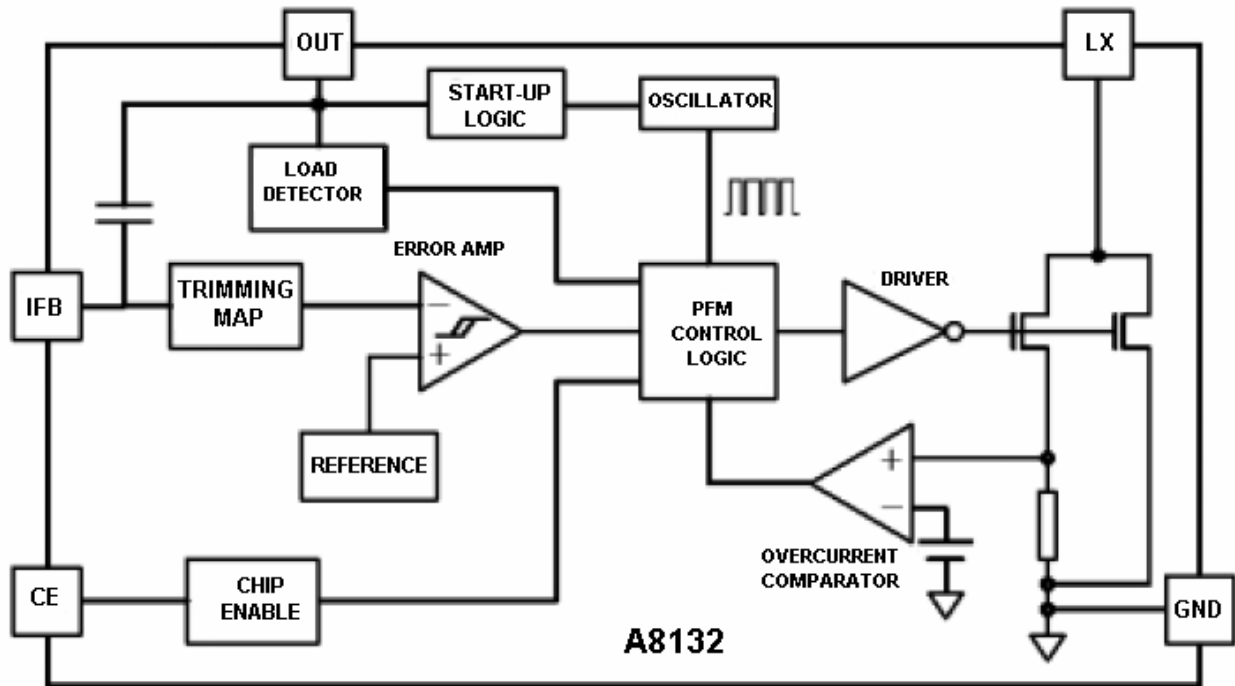 OUT
LX
START-UP
LOGIC
OSCILLATOR
LOAD
DETECTOR
ERROR AMP
IFB
TRIMMING
MAP
−
+
PFM
CONTROL
LOGIC
DRIVER
REFERENCE
+
−
OVERCURRENT
COMPARATOR
CE
CHIP
ENABLE
GND
A8132